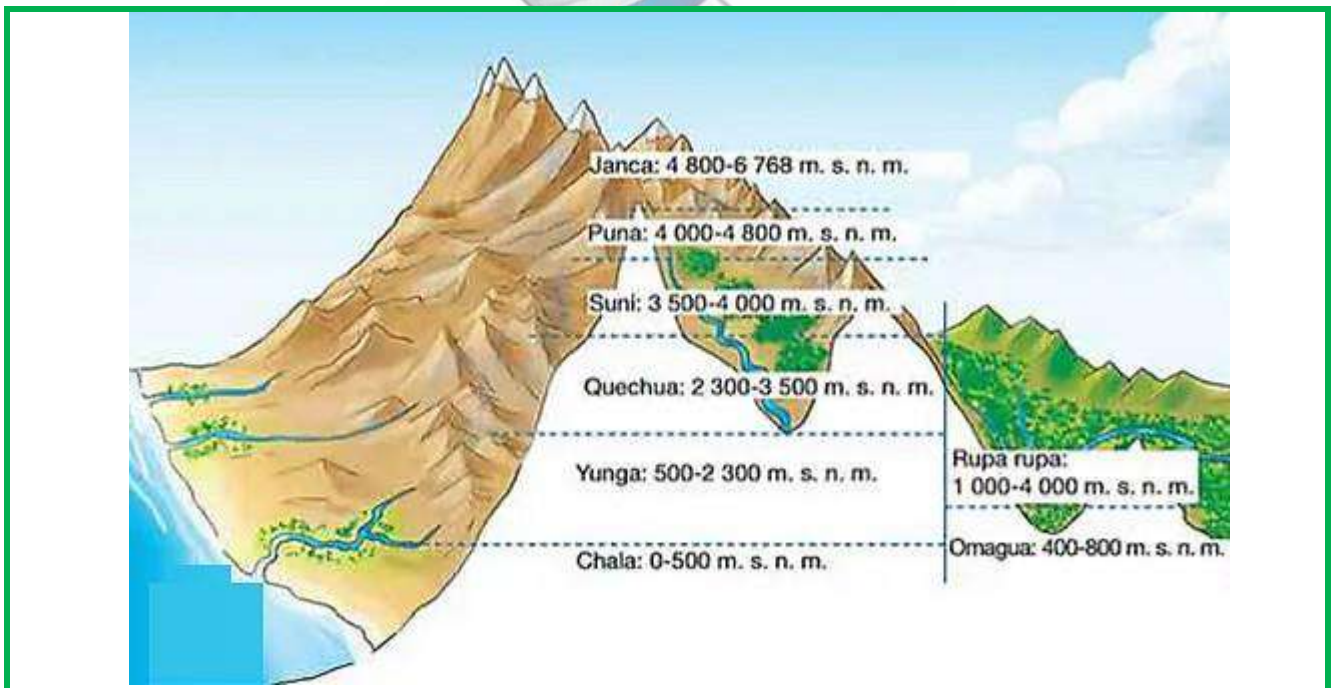 Janca: 4 800-6 768 m. s. n. m.
Puna: 4 000-4 800 m. s. n. m.
Suni: 3 500-4 000 m. s. n. m.
Quechua: 2 300-3 500 m. s. n. m.
Yunga: 500-2 300 m. s. n. m.
Chala: 0-500 m. s. n. m.
Rupa rupa:
1 000-4 000 m. s. n. m.
Omagua: 400-800 m. s. n. m.